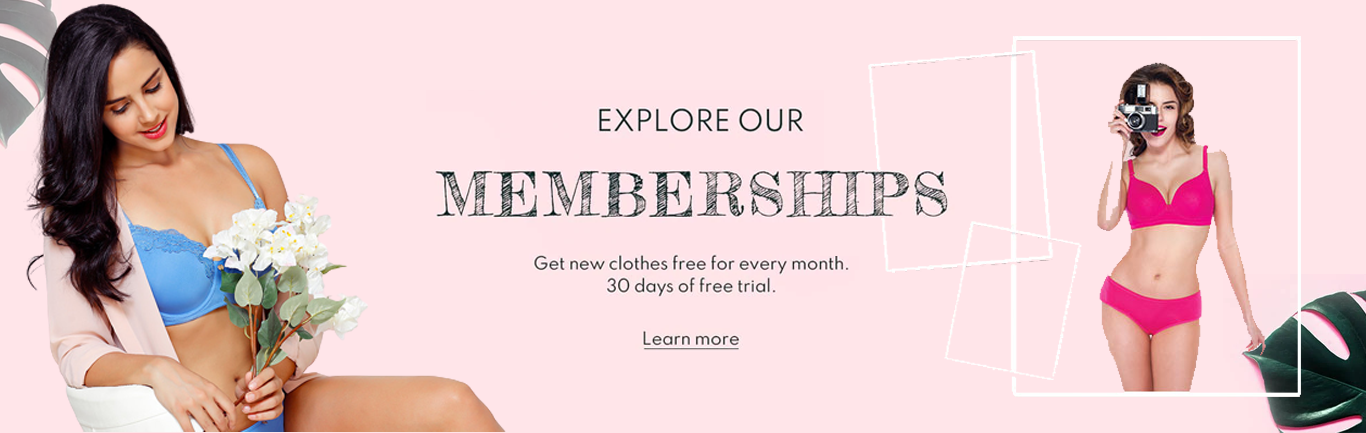 EXPLORE OUR
MEMBERSHIPS
Get new clothes free for every month.
30 days of free trial.
Learn more